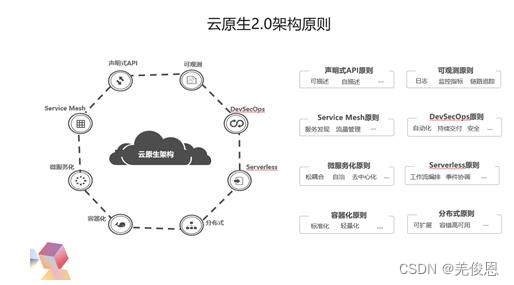 云原生2.0架构原则
声明式API
可观测
Service Mesh
DevSecOps
云原生架构
微服务化
Serverless
容器化
分布式
声明式API原则
可描述 自描述 ...
可观测原则
日志 监控指标 链路追踪
Service Mesh原则
服务发现 流量管理 ...
DevSecOps原则
自动化 持续交付 安全 ...
微服务化原则
松耦合 自治 去中心化 ...
Serverless原则
工作流编排 事件协调 ...
容器化原则
标准化 轻量化 ...
分布式原则
可扩展 容错高可用 ...
CSDN @羌俊恩